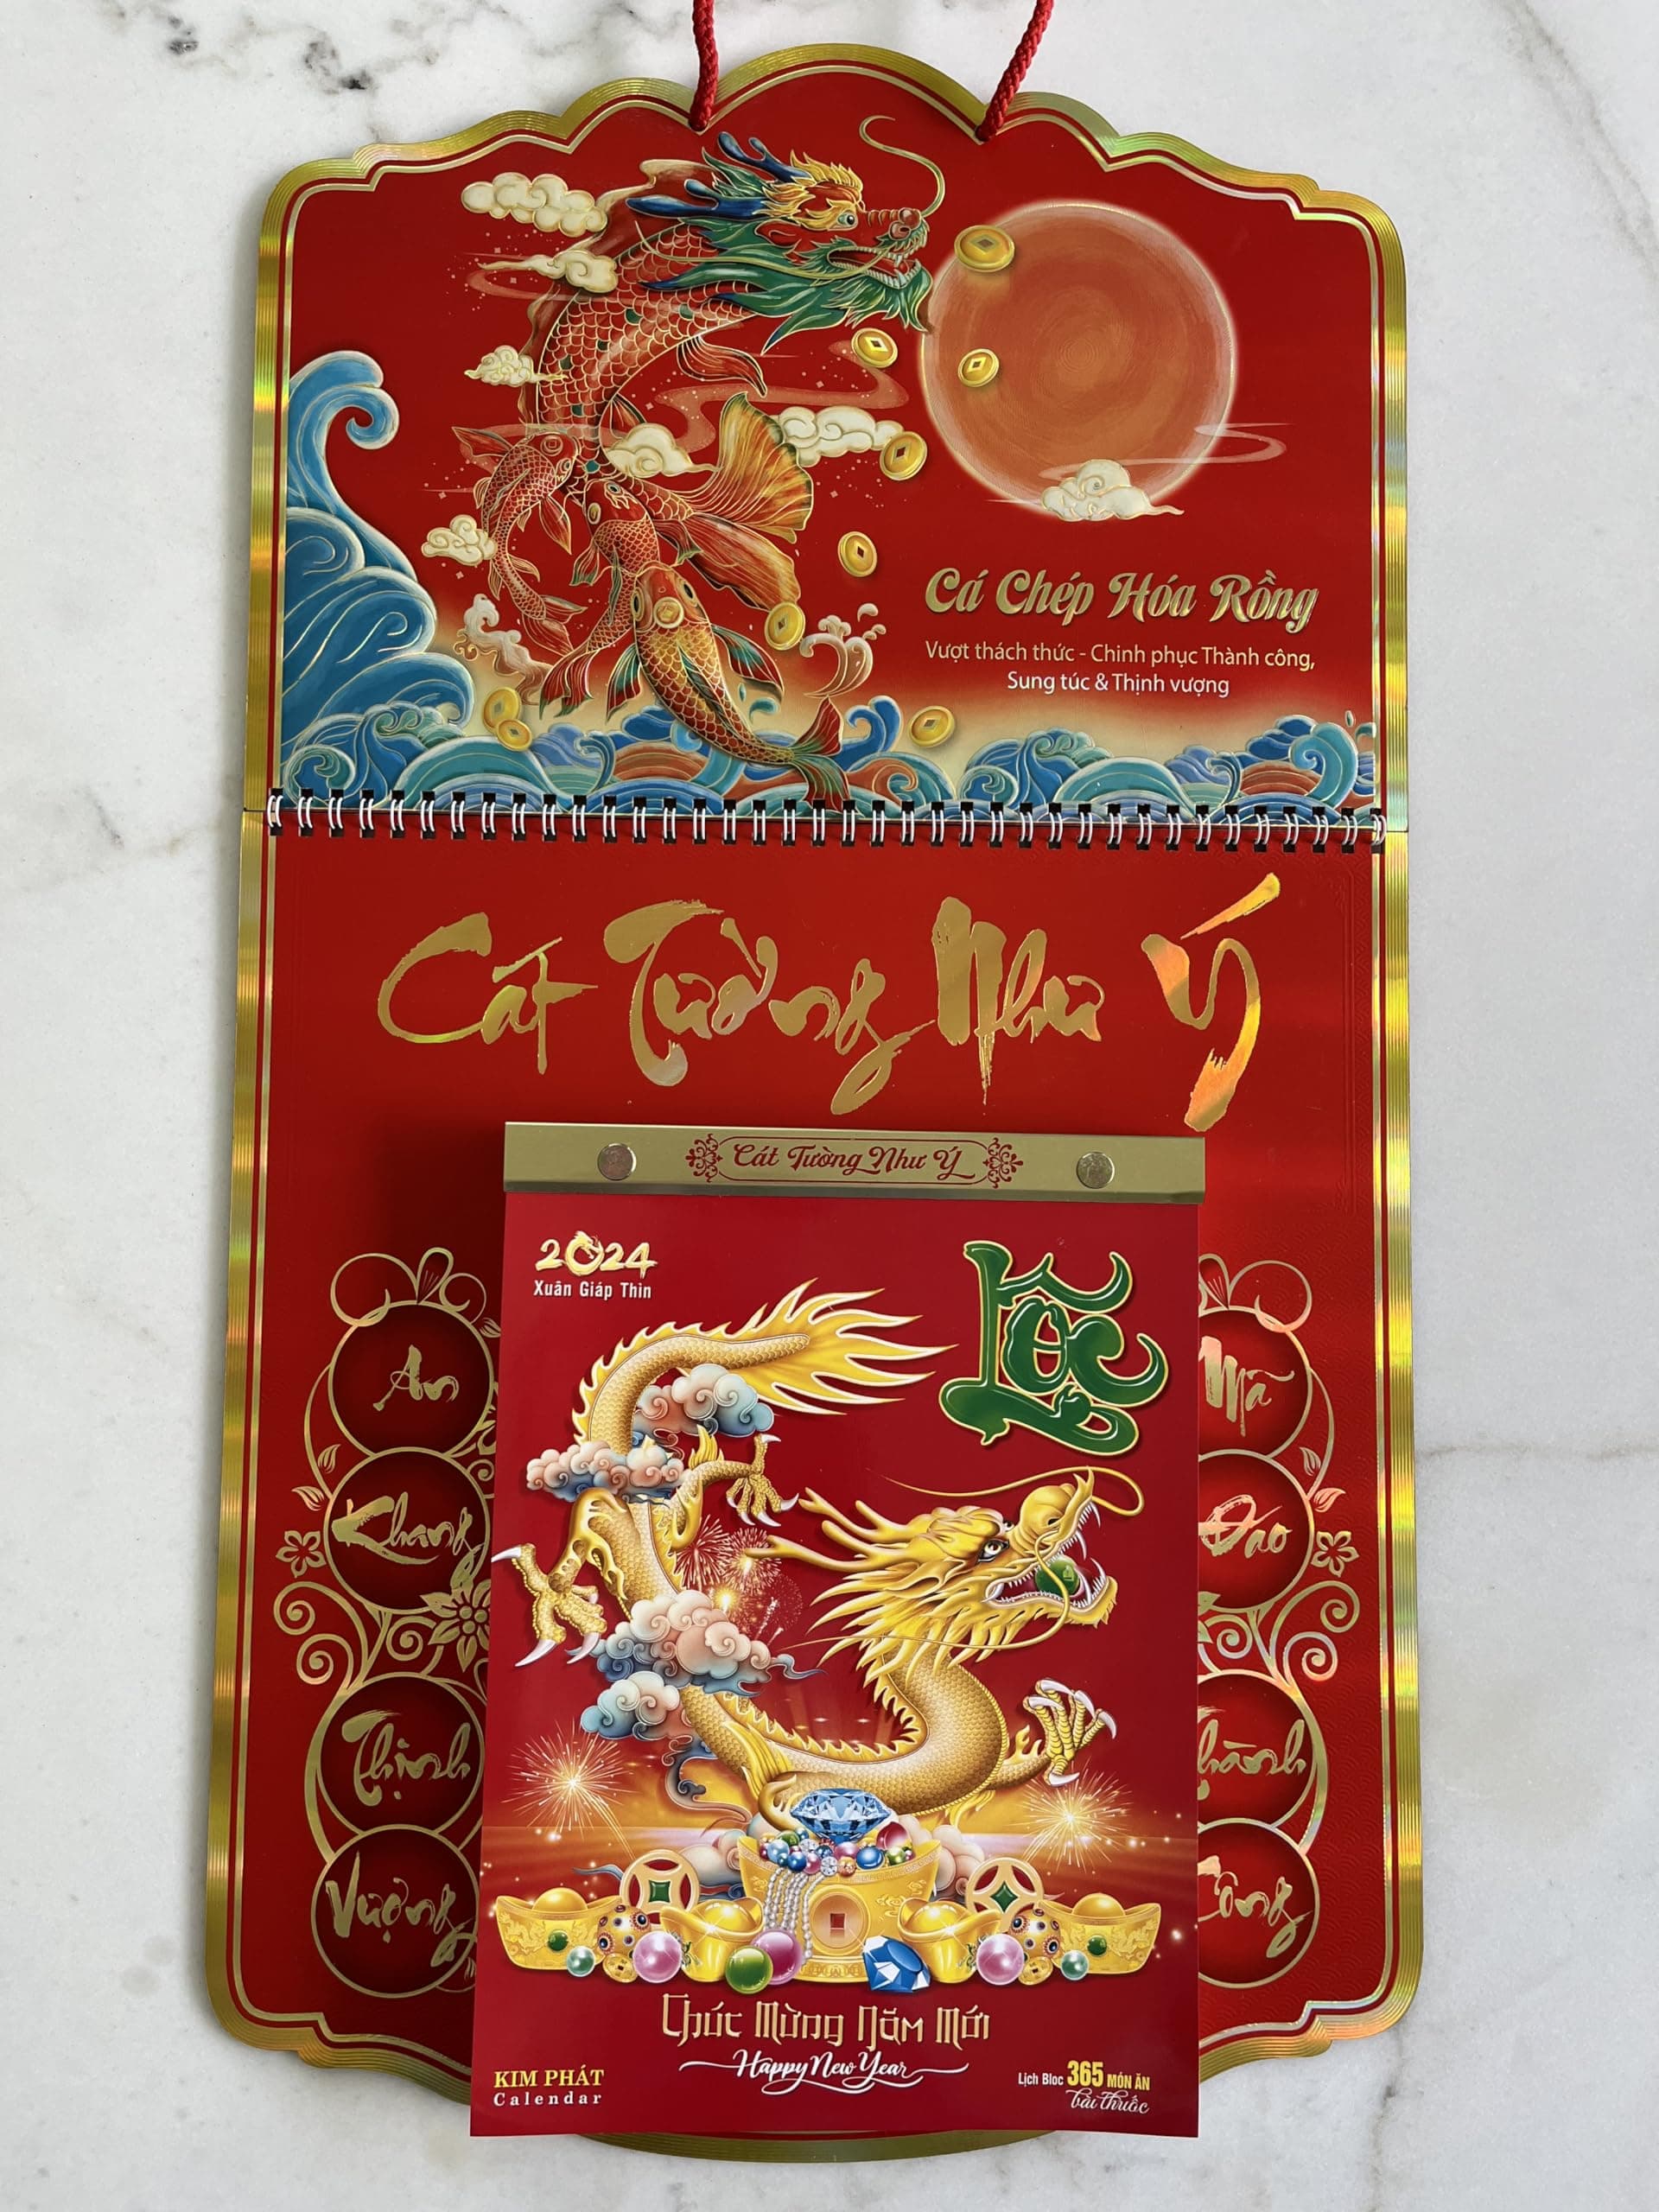 Cá Chép Hóa Rồng
Vượt thách thức - Chinh phục Thành công,
Sung túc & Thịnh vượng
Cát Tường Như Ý
Cát Tường Như Ý
2024
Xuân Giáp Thìn
Lộc
An
Khang
Thịnh
Vượng
Mã
Đáo
hành
ông
Chúc Mừng Năm Mới
Happy New Year
KIM PHÁT
Calendar
Lịch Bloc 365 MÓN ĂN
bài thuốc